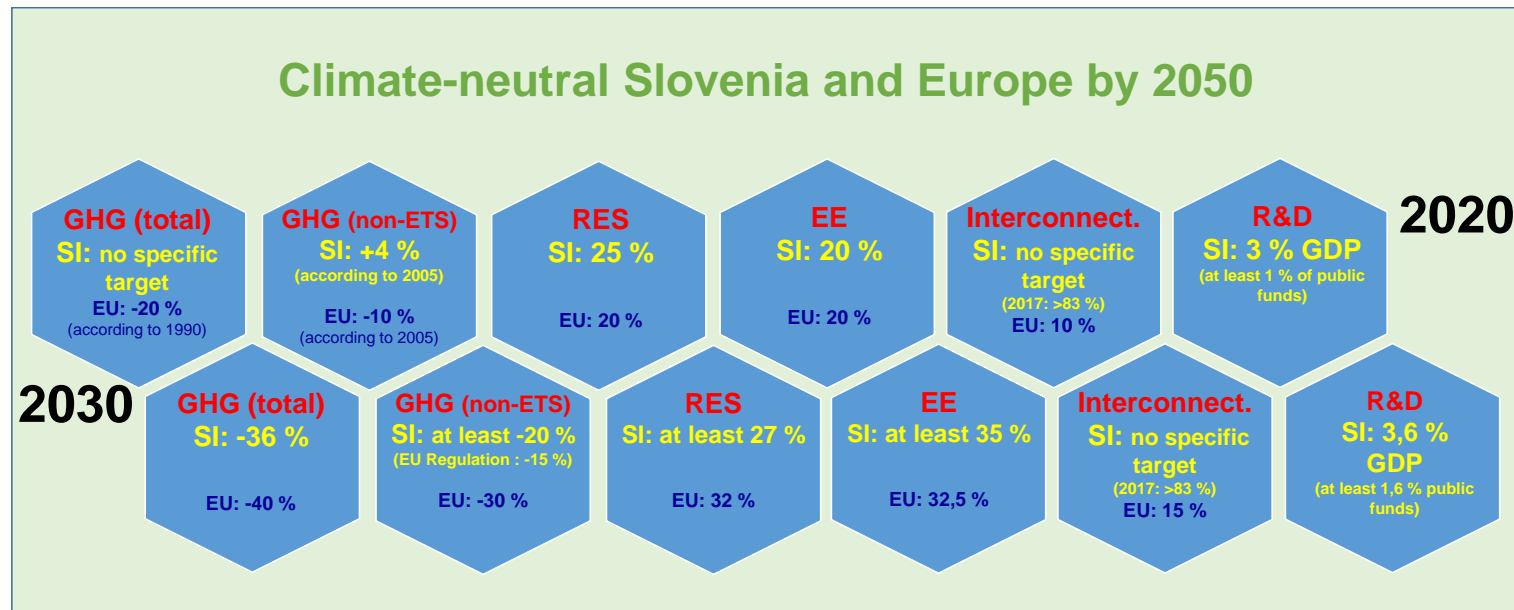 Climate-neutral Slovenia and Europe by 2050
GHG (total)
SI: no specific
target
EU: -20 %
(according to 1990)
GHG (non-ETS)
SI: +4 %
(according to 2005)
EU: -10 %
(according to 2005)
RES
SI: 25 %
EU: 20 %
EE
SI: 20 %
EU: 20 %
Interconnect.
SI: no specific
target
(2017: >83 %)
EU: 10 %
R&D
SI: 3 % GDP
(at least 1 % of public
funds)
2020
2030
GHG (total)
SI: -36 %
EU: -40 %
GHG (non-ETS)
SI: at least -20 %
(EU Regulation : -15 %)
EU: -30 %
RES
SI: at least 27 %
EU: 32 %
EE
SI: at least 35 %
EU: 32,5 %
Interconnect.
SI: no specific
target
(2017: >83 %)
EU: 15 %
R&D
SI: 3,6 %
GDP
(at least 1,6 % public
funds)